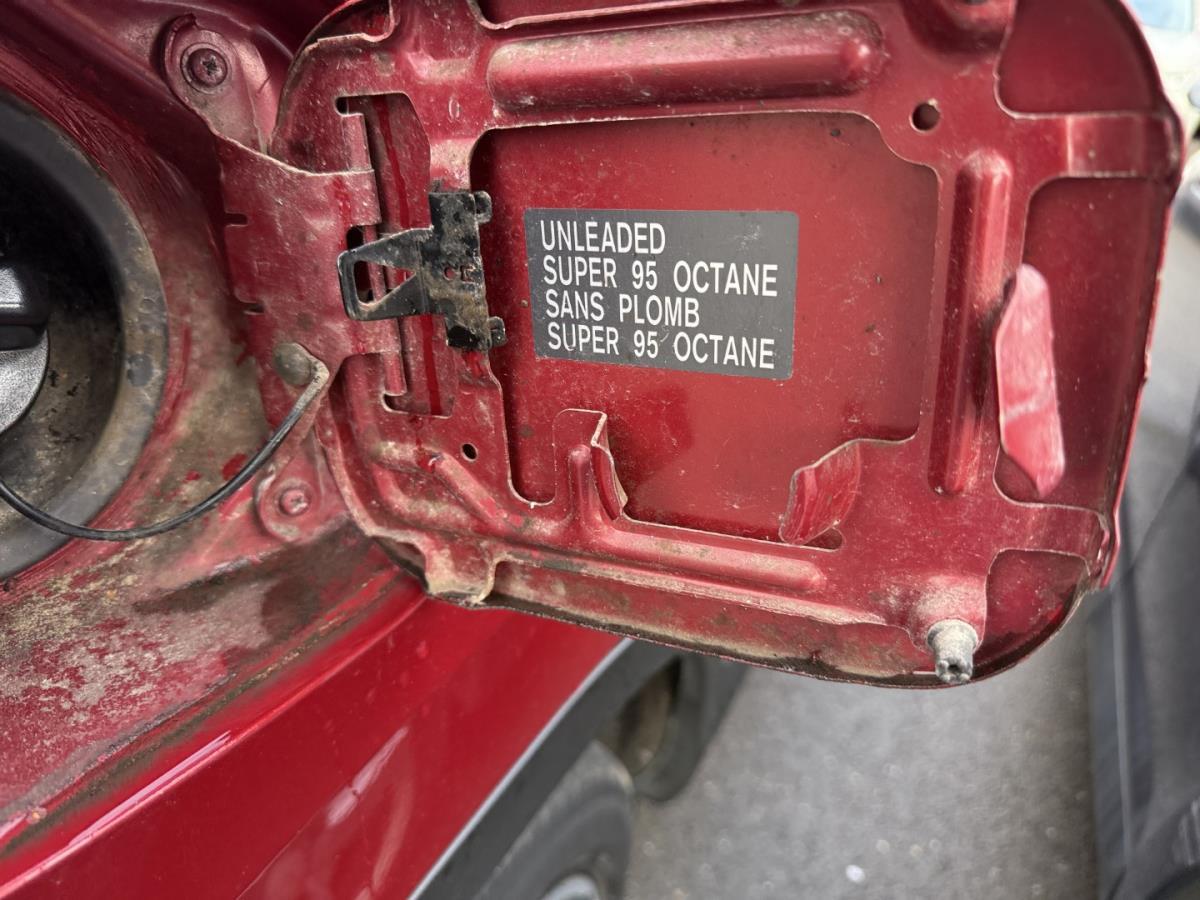 UNLEADED
SUPER 95 OCTANE
SANS PLOMB
SUPER 95 OCTANE